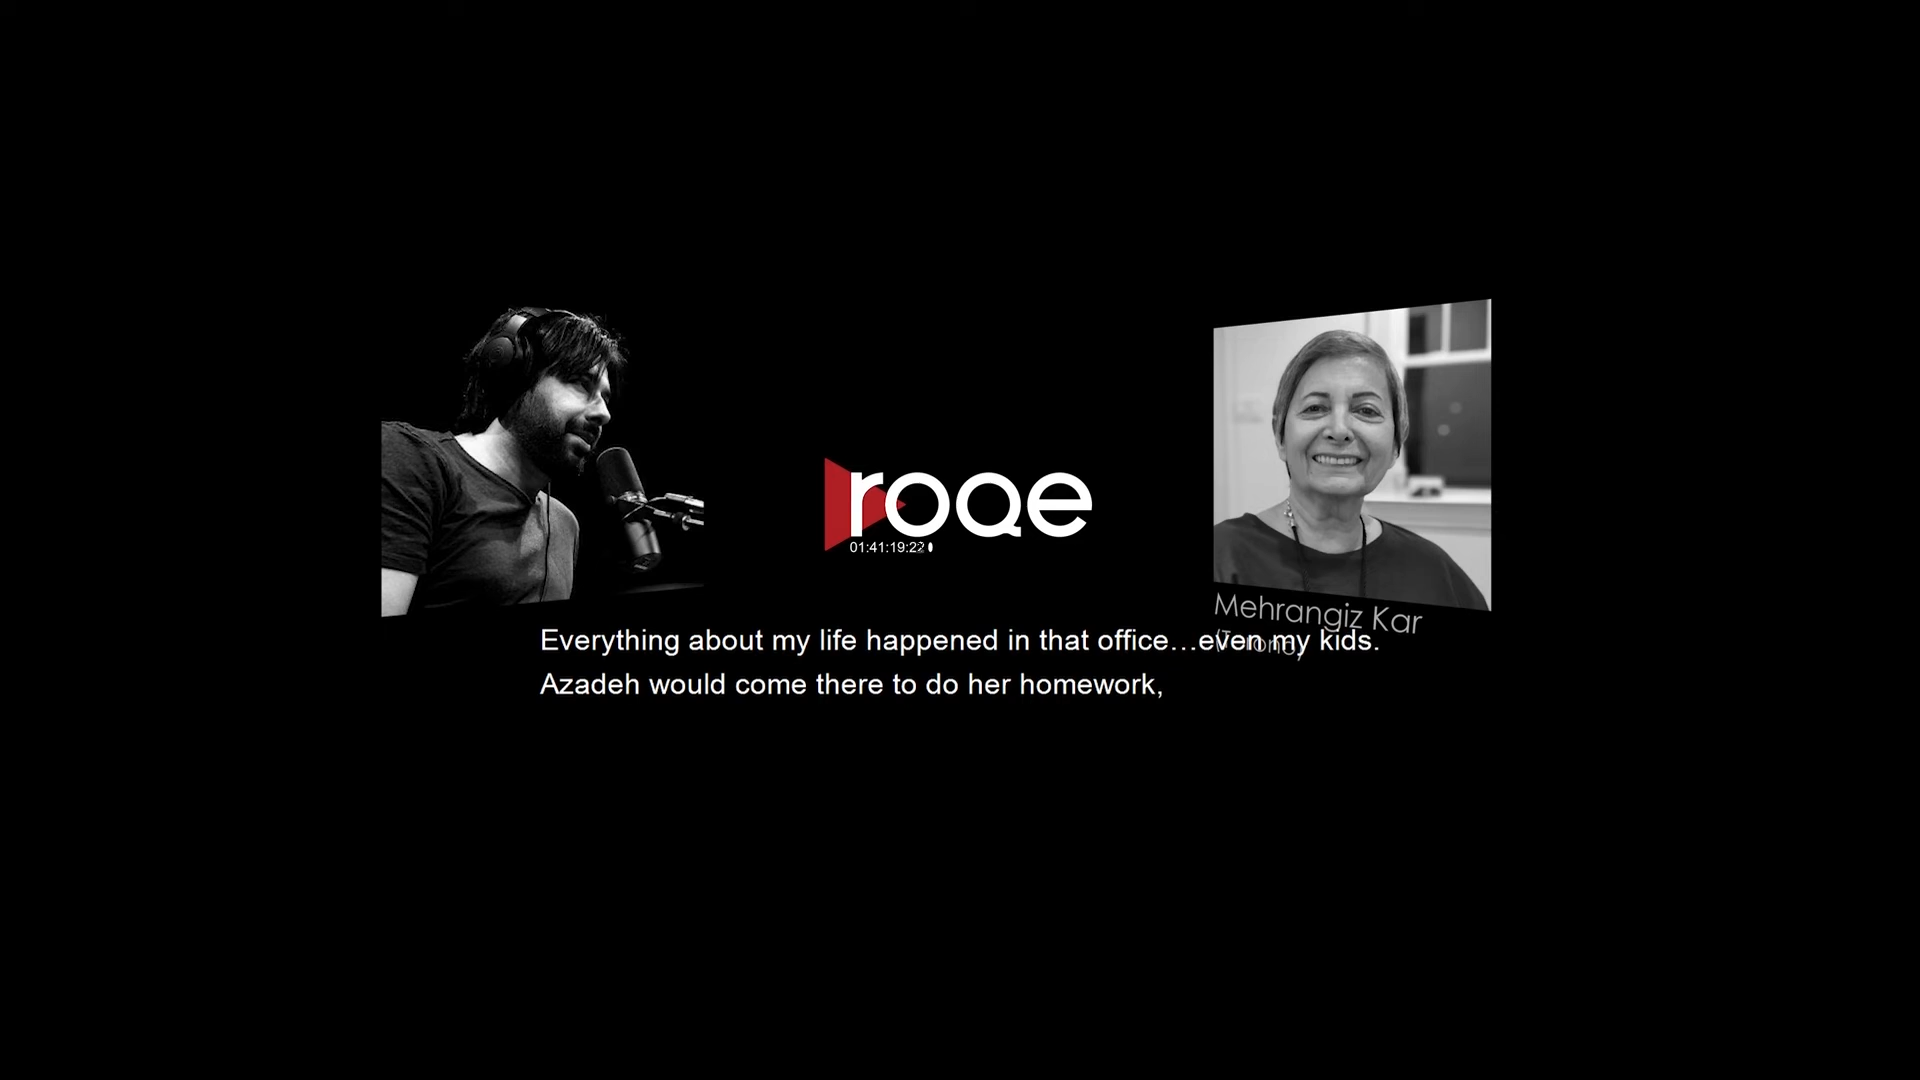 roqe
01:41:19:22
Mehrangiz Kar
Everything about my life happened in that office…even my kids.
Azadeh would come there to do her homework,